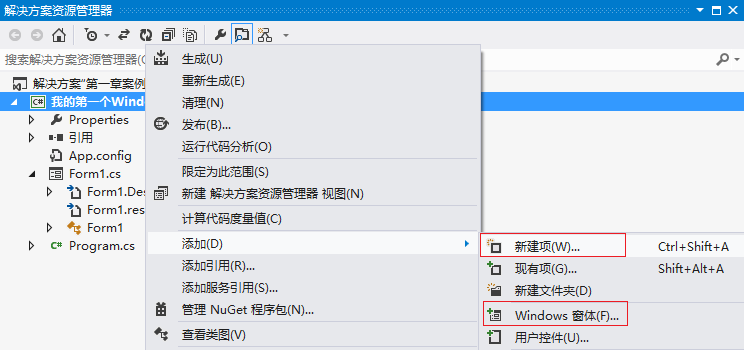 解决方案资源管理器
搜索解决方案资源管理器(C
解决方案"第一章案例
C# 我的第一个Wind
Properties
引用
App.config
Form1.cs
Form1.Des
Form1.res
Form1
C# Program.cs
生成(U)
重新生成(E)
清理(N)
发布(B)...
运行代码分析(O)
限定为此范围(S)
新建 解决方案资源管理器 视图(N)
计算代码度量值(C)
添加(D)
添加引用(R)...
添加服务引用(S)...
管理 NuGet 程序包(N)...
查看类图(V)
新建项(W)... Ctrl+Shift+A
现有项(G)... Shift+Alt+A
新建文件夹(D)
Windows 窗体(F)...
用户控件(U)...